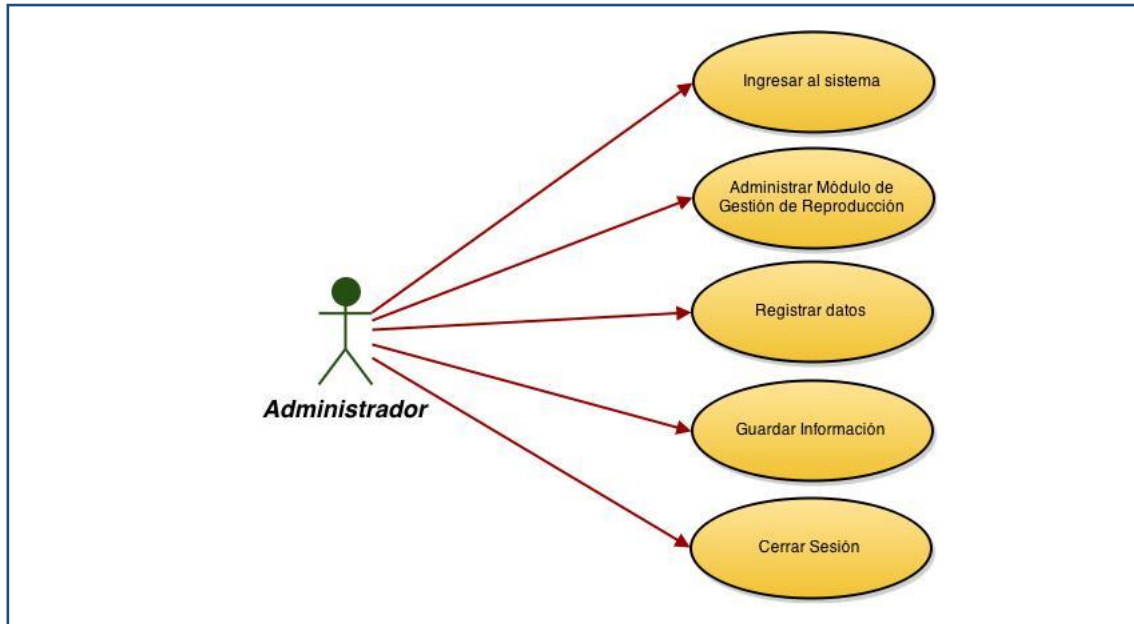 Ingresar al sistema
Administrar Módulo de
Gestión de Reproducción
Registrar datos
Administrador
Guardar Información
Cerrar Sesión